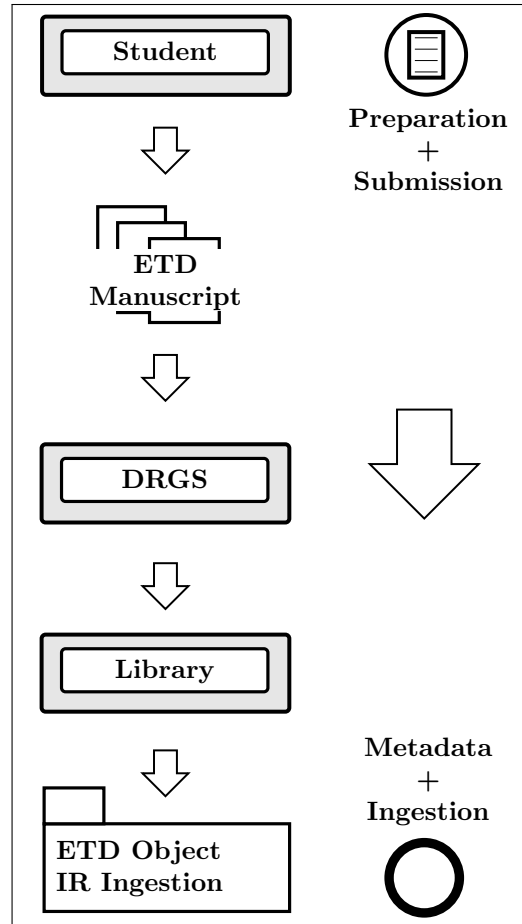 Student
Preparation
+
Submission
ETD
Manuscript
DRGS
Library
Metadata
+
Ingestion
ETD Object
IR Ingestion